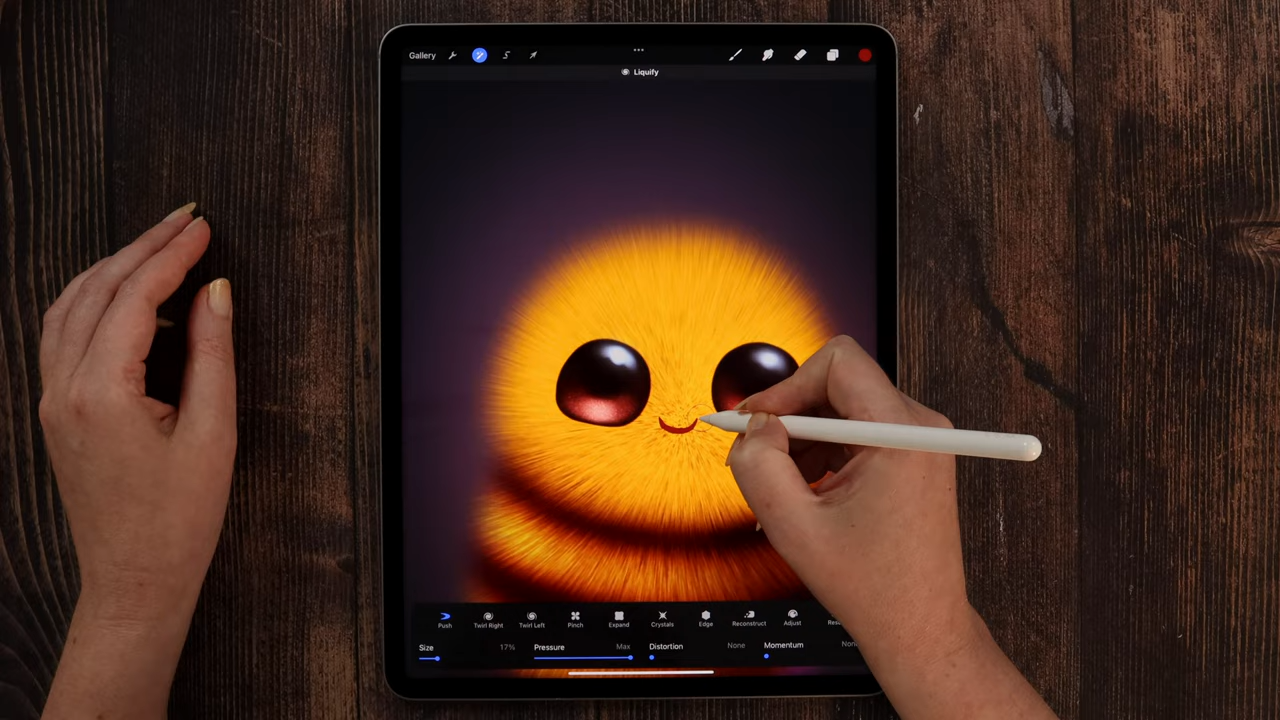 Gallery
Liquify
Push Twirl Right Twirl Left Pinch Expand Crystals Edge Reconstruct Adjust
Size 17% Pressure Max Distortion None Momentum